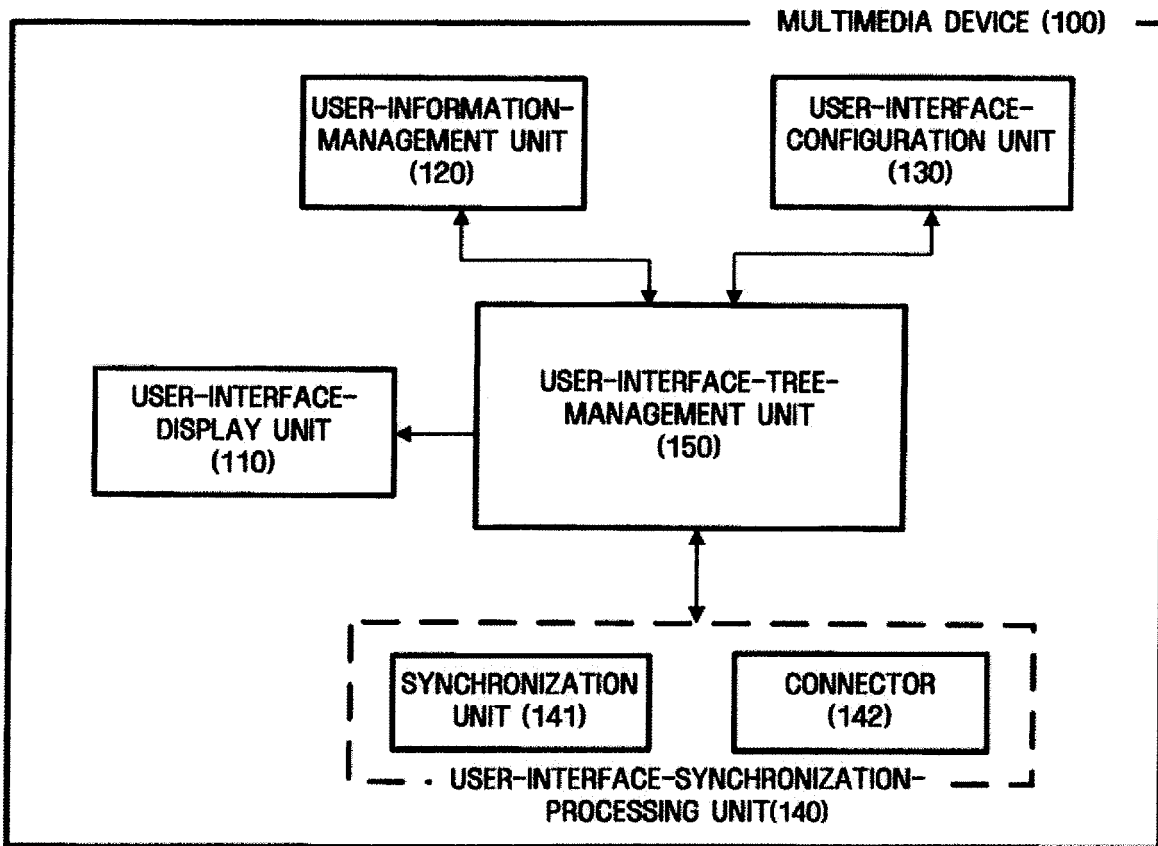 MULTIMEDIA DEVICE (100)
USER-INFORMATION-
MANAGEMENT UNIT
(120)
USER-INTERFACE-
CONFIGURATION UNIT
(130)
USER-INTERFACE-TREE-
MANAGEMENT UNIT
(150)
USER-INTERFACE-
DISPLAY UNIT
(110)
SYNCHRONIZATION
UNIT (141)
CONNECTOR
(142)
USER-INTERFACE-SYNCHRONIZATION-
PROCESSING UNIT(140)